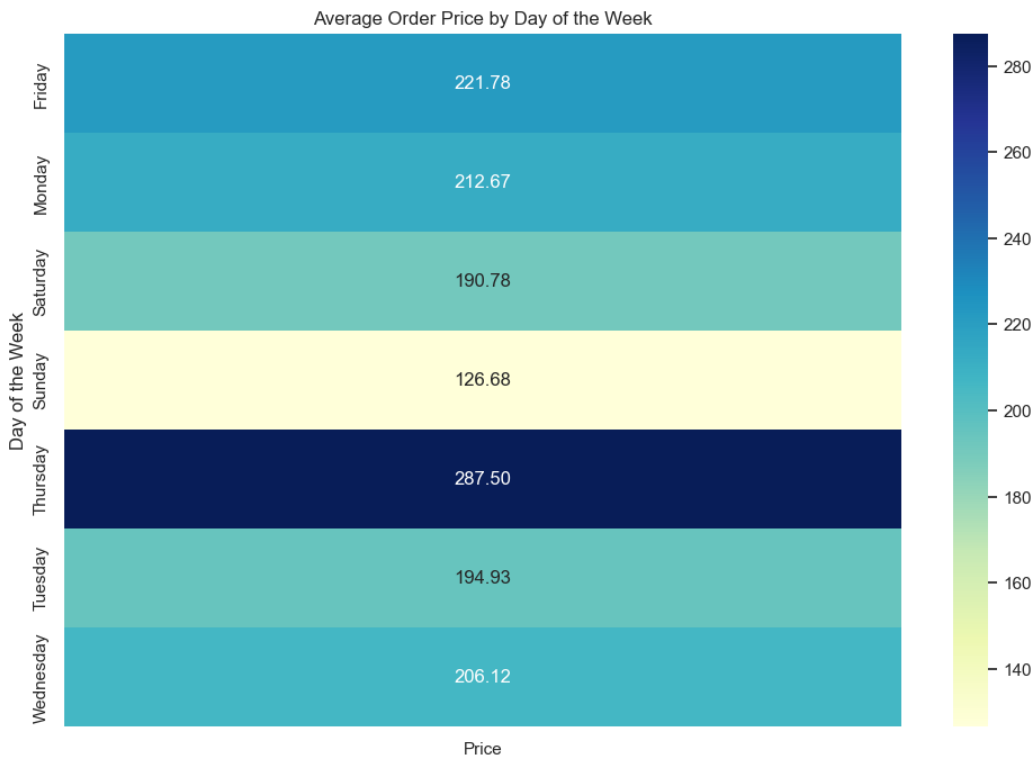 Average Order Price by Day of the Week
Day of the Week
Friday
221.78
Monday
212.67
Saturday
190.78
Sunday
126.68
Thursday
287.50
Tuesday
194.93
Wednesday
206.12
Price
280
260
240
220
200
180
160
140